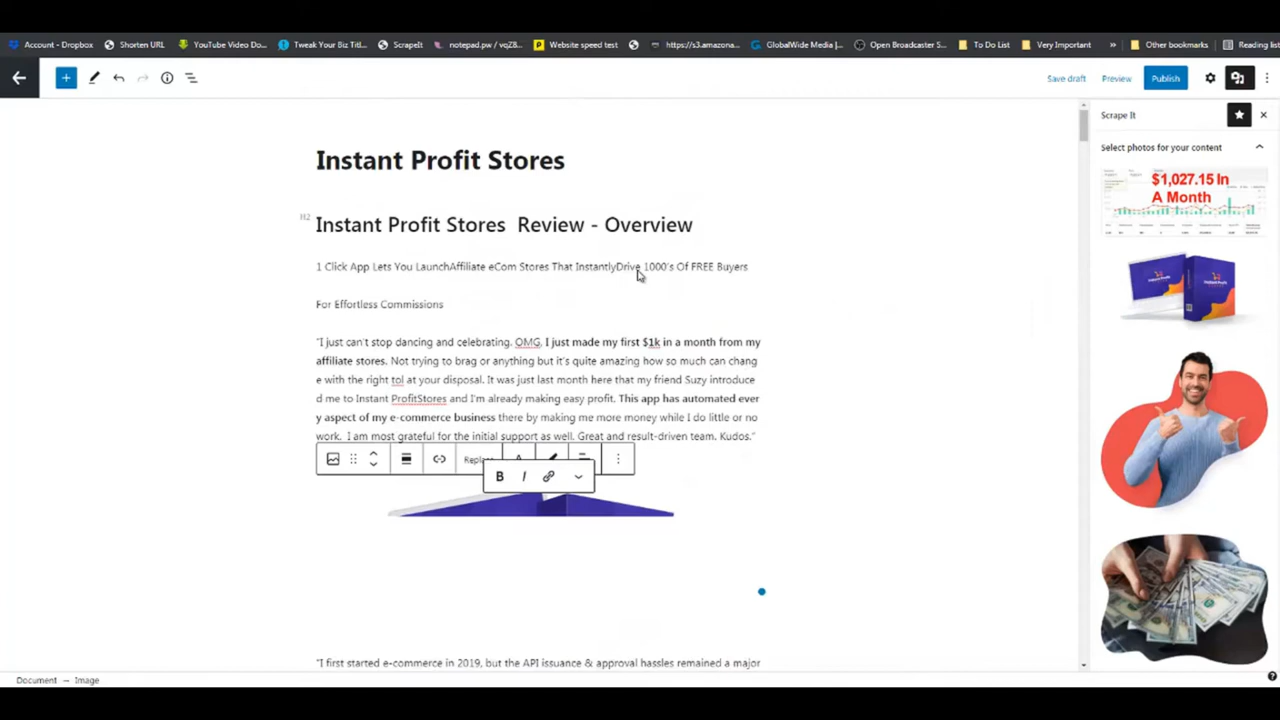 Account - Dropbox
Shorten URL
YouTube Video Do...
Tweak Your Biz Titl...
ScrapeIt
notepad.pw / vqZ8...
Website speed test
https://s3.amazona...
GlobalWide Media |...
Open Broadcaster S...
To Do List
Very Important
»
Other bookmarks
Reading list
Save draft
Preview
Publish
Scrape It
Select photos for your content
$1,027.15 In
A Month
Instant Profit
Instant Profit Stores
H2
Instant Profit Stores Review - Overview
1 Click App Lets You LaunchAffiliate eCom Stores That InstantlyDrive 1000's Of FREE Buyers
For Effortless Commissions
"I just can't stop dancing and celebrating. OMG, I just made my first $1k in a month from my
affiliate stores. Not trying to brag or anything but it's quite amazing how so much can chang
e with the right tol at your disposal. It was just last month here that my friend Suzy introduce
d me to Instant ProfitStores and I'm already making easy profit. This app has automated ever
y aspect of my e-commerce business there by making me more money while I do little or no
work. I am most grateful for the initial support as well. Great and result-driven team. Kudos."
B I
"I first started e-commerce in 2019, but the API issuance & approval hassles remained a major
Document → Image